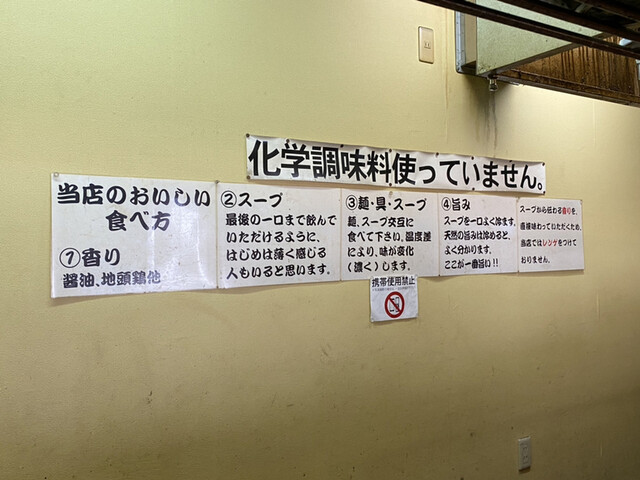 化学調味料使っていません。
当店のおいしい
食べ方
①香り
醤油、地頭鶏他
②スープ
最後の一口まで飲んで
いただけるように、
はじめは薄く感じる
人もいると思います。
③麺・具・スープ
麺、スープ交互に
食べて下さい。温度差
により、味が変化
(濃く)します。
④旨み
スープを一口よく冷ます。
天然の旨みは冷めると、
よく分かります。
ここが一番旨い!!
スープから伝わる香りを、
直接味わっていただくため、
当店ではレンゲをつけて
おりません。
携帯使用禁止